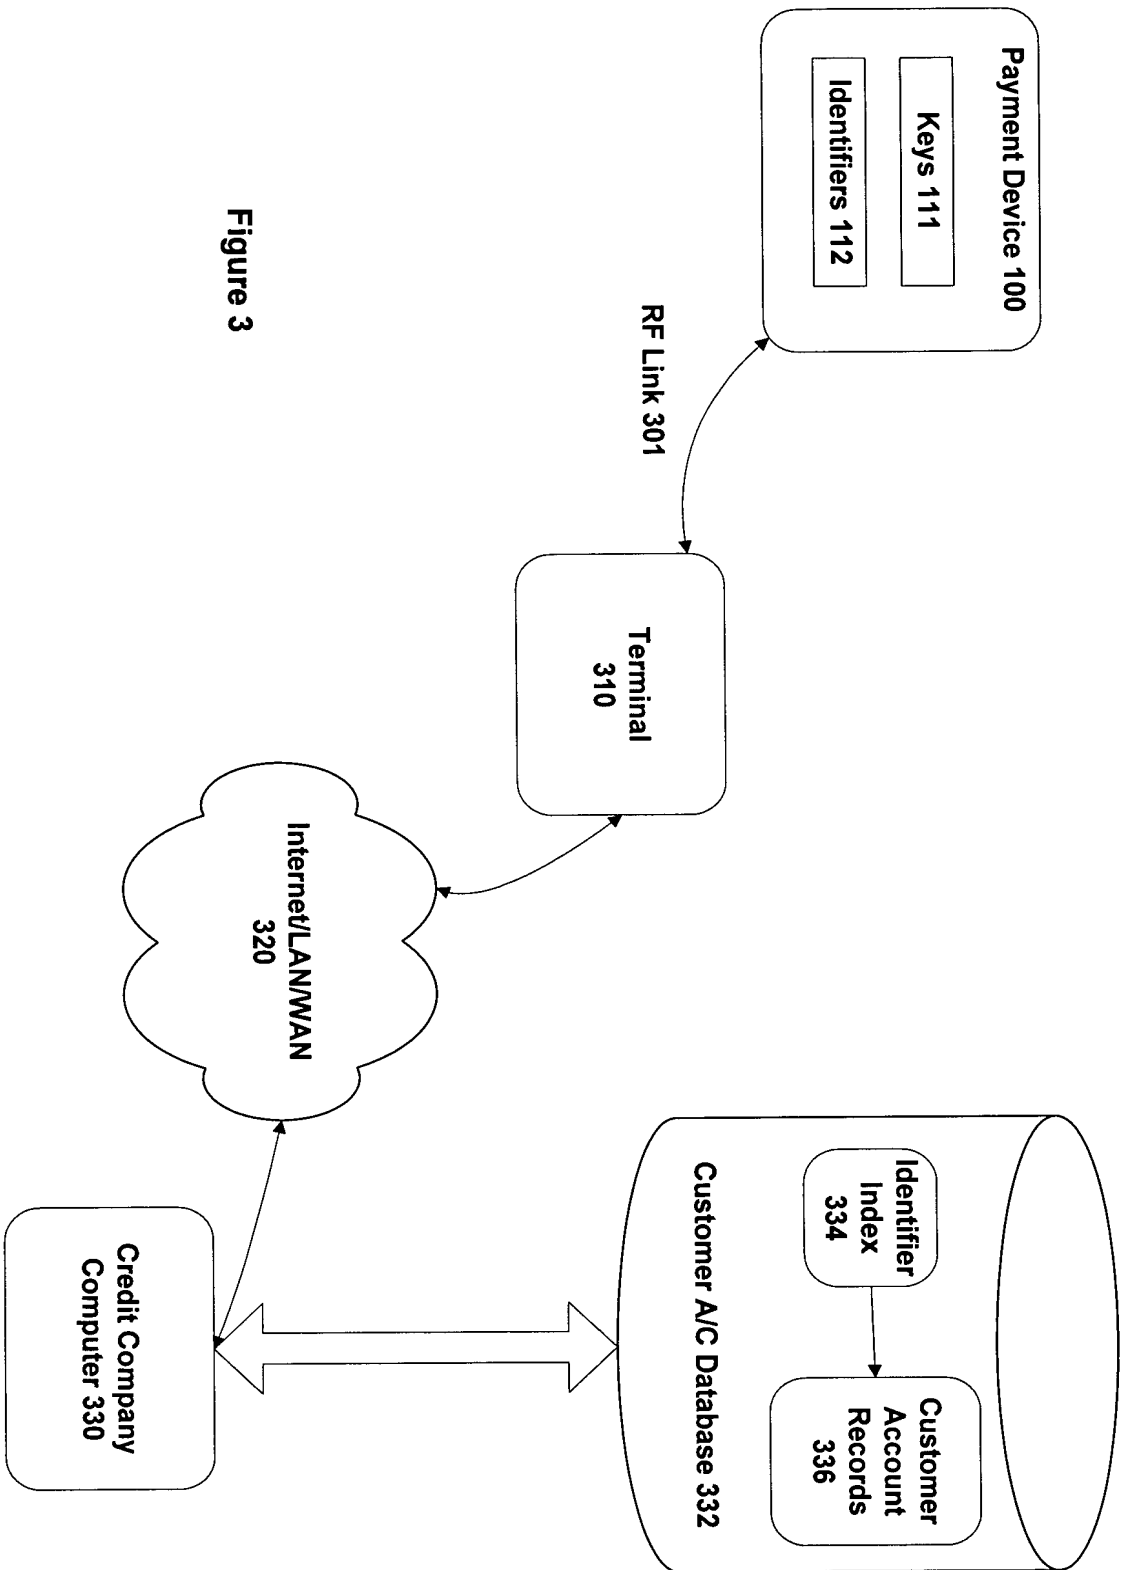 Payment Device 100
Keys 111
Identifiers 112
RF Link 301
Terminal
310
Internet/LAN/WAN
320
Identifier
Index
334
Customer
Account
Records
336
Customer A/C Database 332
Credit Company
Computer 330
Figure 3